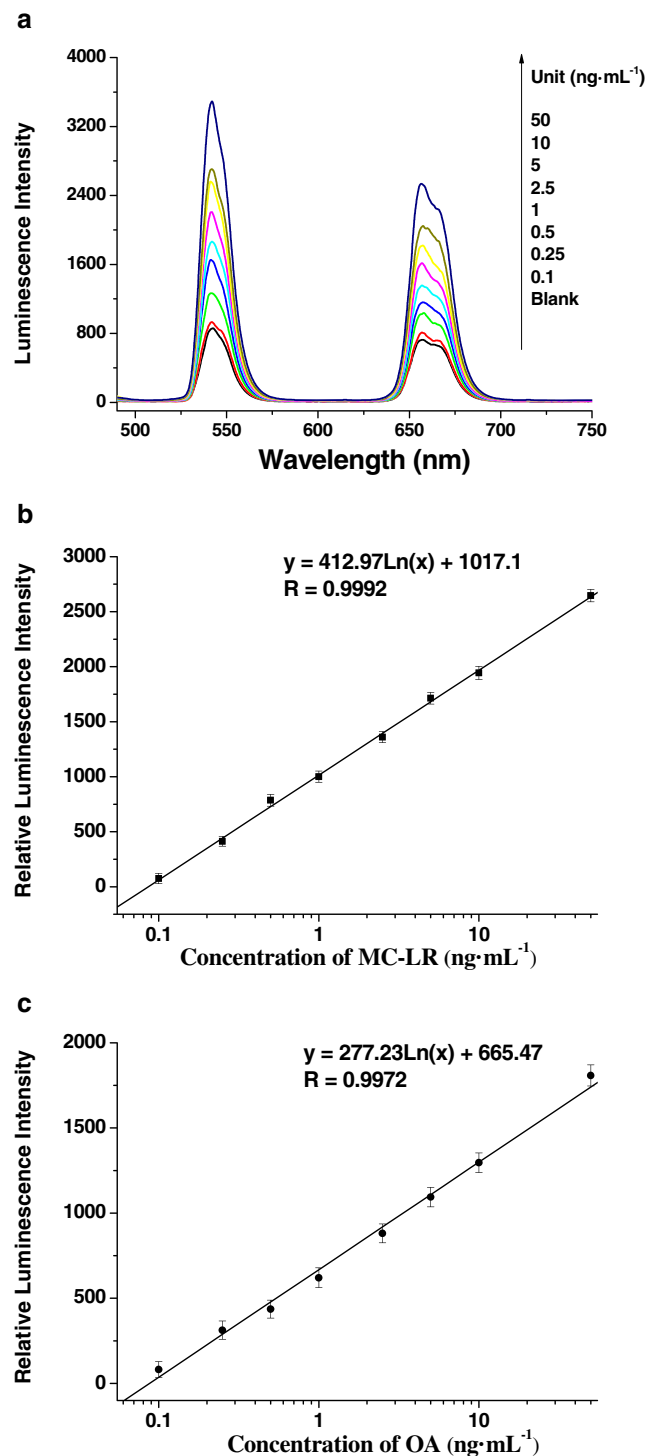 a
4000
3200
2400
1600
800
0
Luminescence Intensity
500 550 600 650 700 750
Wavelength (nm)
Unit (ng·mL⁻¹)
50
10
5
2.5
1
0.5
0.25
0.1
Blank
b
3000
2500
2000
1500
1000
500
0
Relative Luminescence Intensity
y = 412.97Ln(x) + 1017.1
R = 0.9992
0.1 1 10
Concentration of MC-LR (ng·mL⁻¹)
c
2000
1500
1000
500
0
Relative Luminescence Intensity
y = 277.23Ln(x) + 665.47
R = 0.9972
0.1 1 10
Concentration of OA (ng·mL⁻¹)